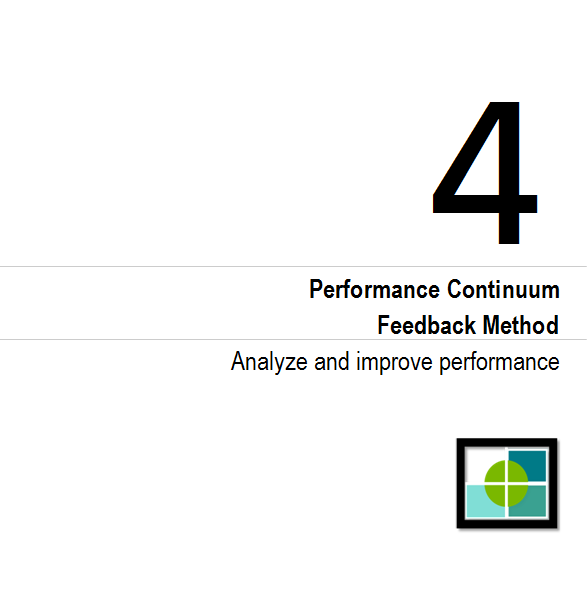 4
Performance Continuum
Feedback Method
Analyze and improve performance